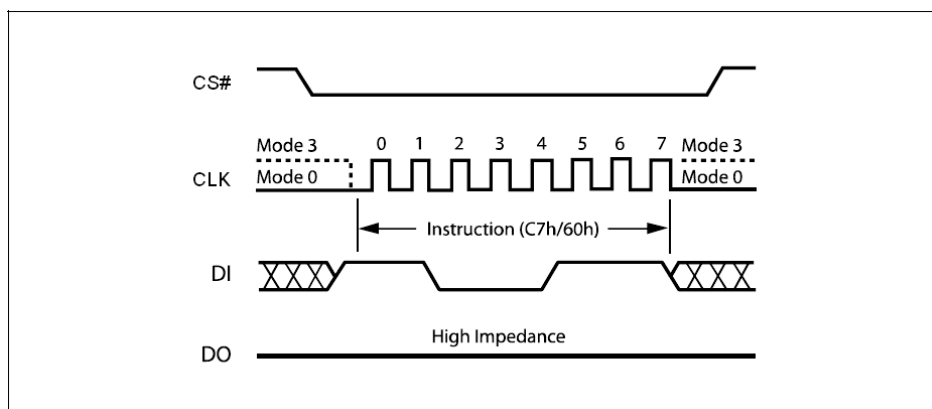 CS#
Mode 3 0 1 2 3 4 5 6 7 Mode 3
CLK Mode 0 Mode 0
Instruction (C7h/60h)
DI
High Impedance
DO